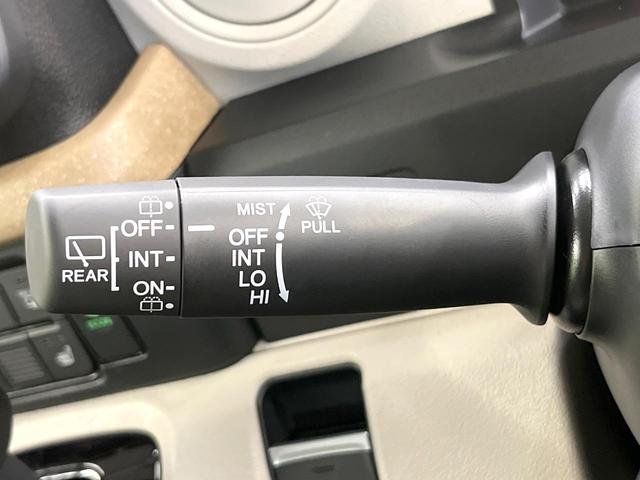 OFF
INT
ON
REAR
MIST
OFF
INT
LO
HI
PULL